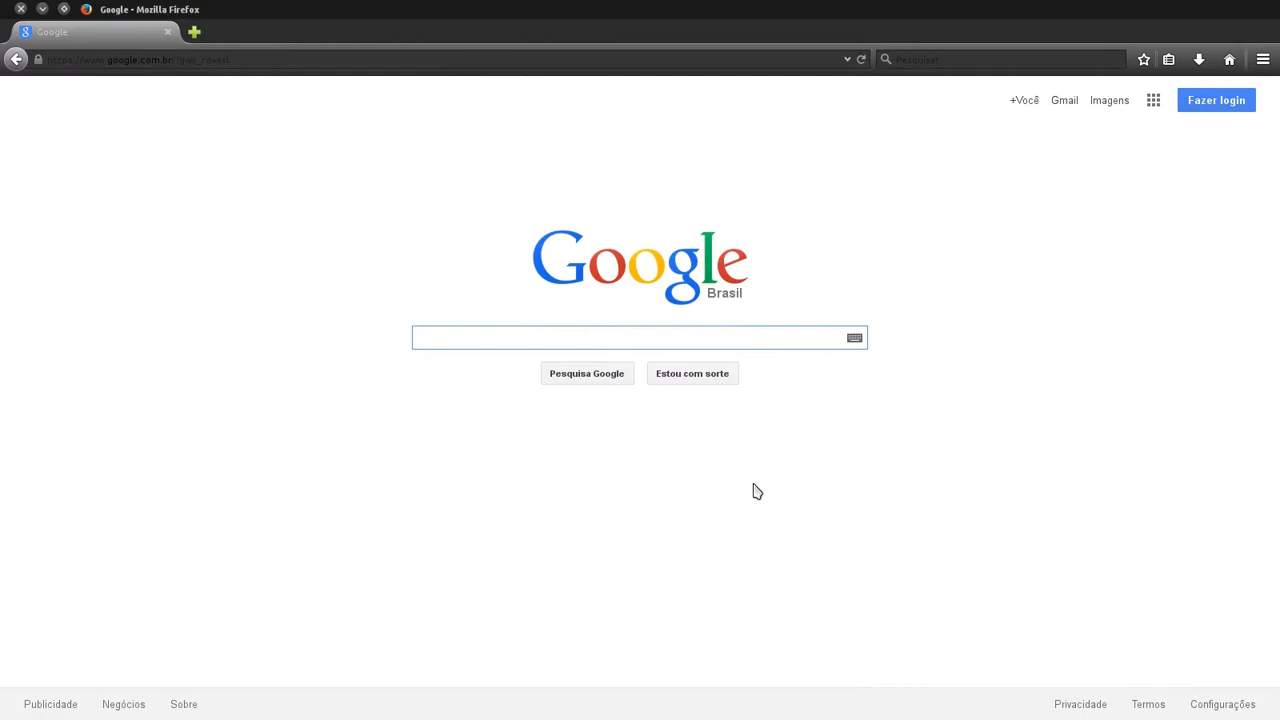 Google - Mozilla Firefox
Google
https://www.google.com.br/?gws_rd=ssl
Pesquisar
+Você Gmail Imagens Fazer login
Google
Brasil
Pesquisa Google Estou com sorte
Publicidade Negócios Sobre Privacidade Termos Configurações